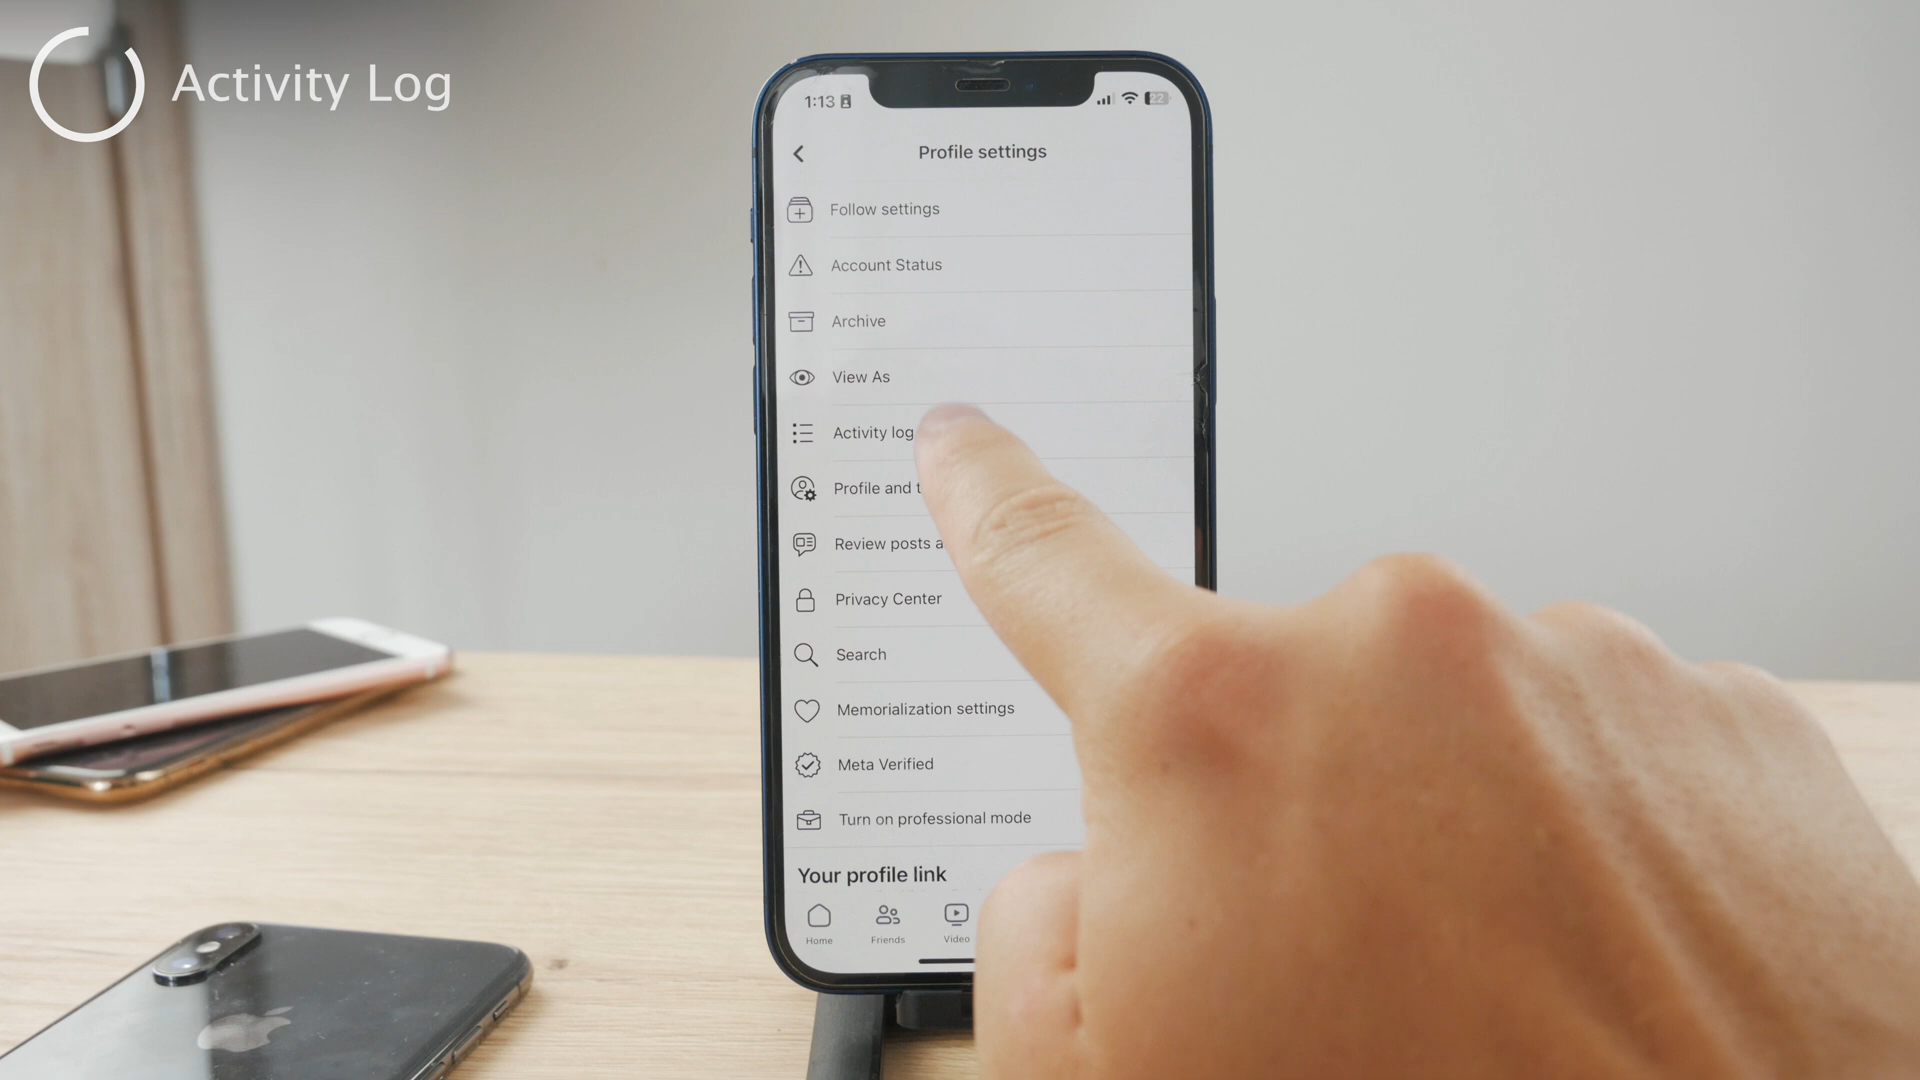 Activity Log
1:13
22
Profile settings
Follow settings
Account Status
Archive
View As
Activity log
Profile and t
Review posts a
Privacy Center
Search
Memorialization settings
Meta Verified
Turn on professional mode
Your profile link
Home
Friends
Video